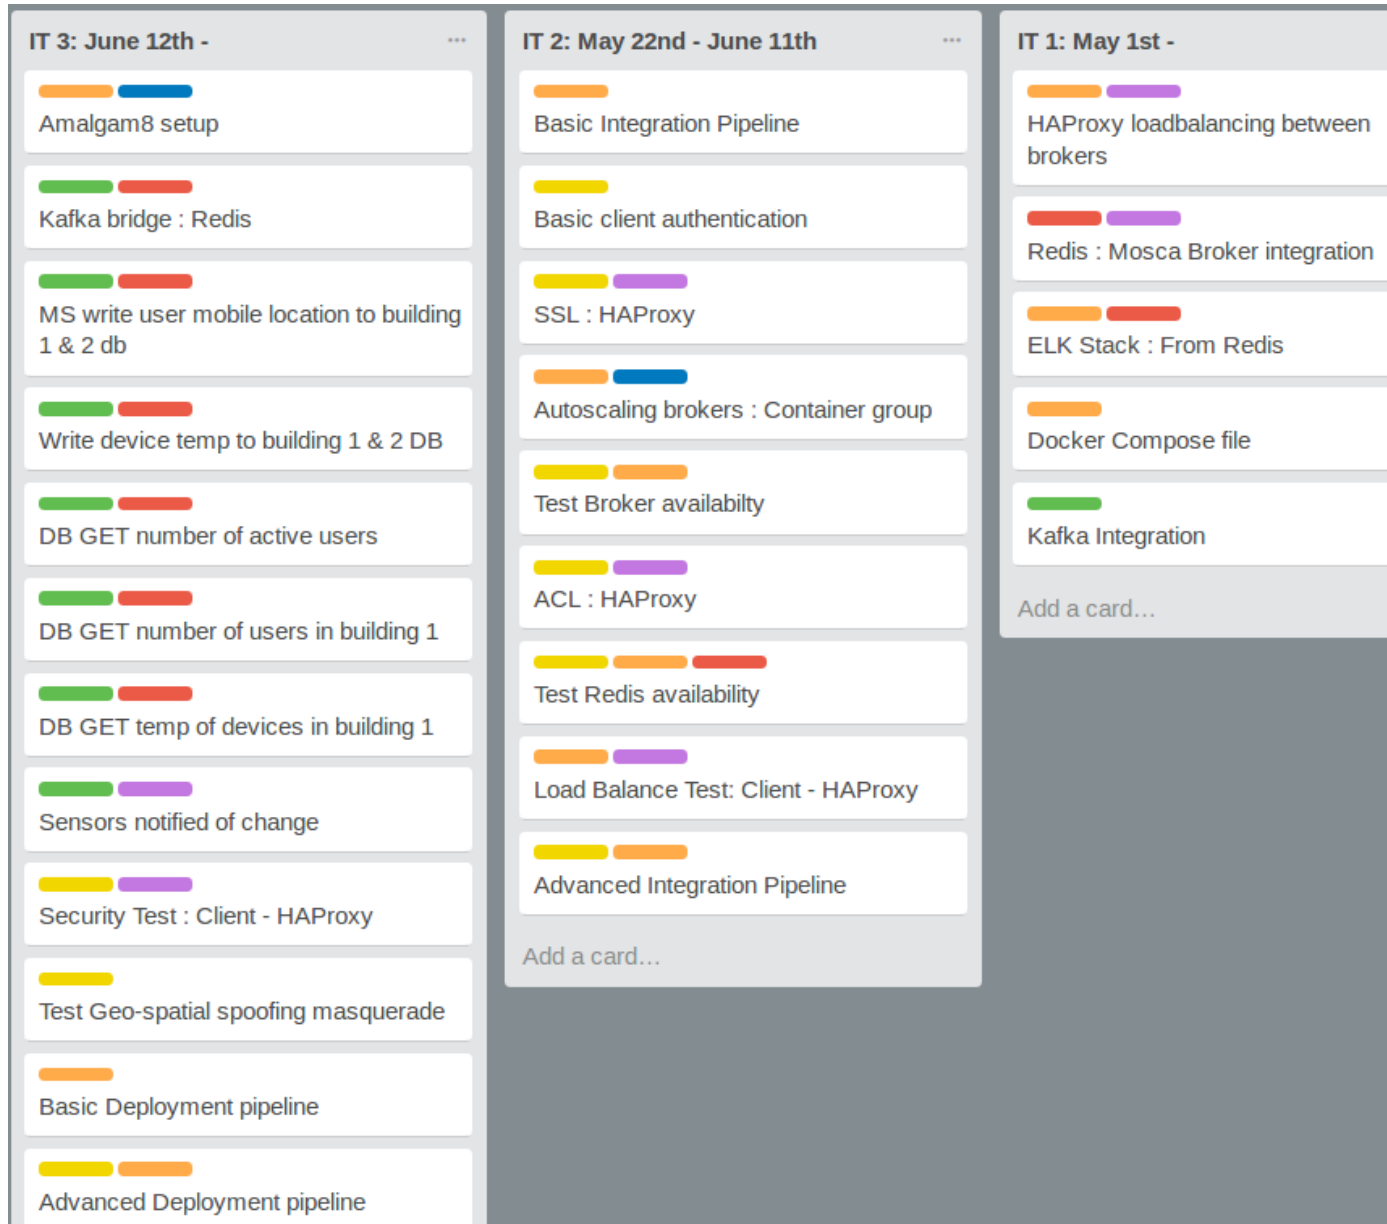 IT 3: June 12th -
Amalgam8 setup
Kafka bridge : Redis
MS write user mobile location to building
1 & 2 db
Write device temp to building 1 & 2 DB
DB GET number of active users
DB GET number of users in building 1
DB GET temp of devices in building 1
Sensors notified of change
Security Test : Client - HAProxy
Test Geo-spatial spoofing masquerade
Basic Deployment pipeline
Advanced Deployment pipeline
IT 2: May 22nd - June 11th
Basic Integration Pipeline
Basic client authentication
SSL : HAProxy
Autoscaling brokers : Container group
Test Broker availabilty
ACL : HAProxy
Test Redis availability
Load Balance Test: Client - HAProxy
Advanced Integration Pipeline
Add a card…
IT 1: May 1st -
HAProxy loadbalancing between
brokers
Redis : Mosca Broker integration
ELK Stack : From Redis
Docker Compose file
Kafka Integration
Add a card…